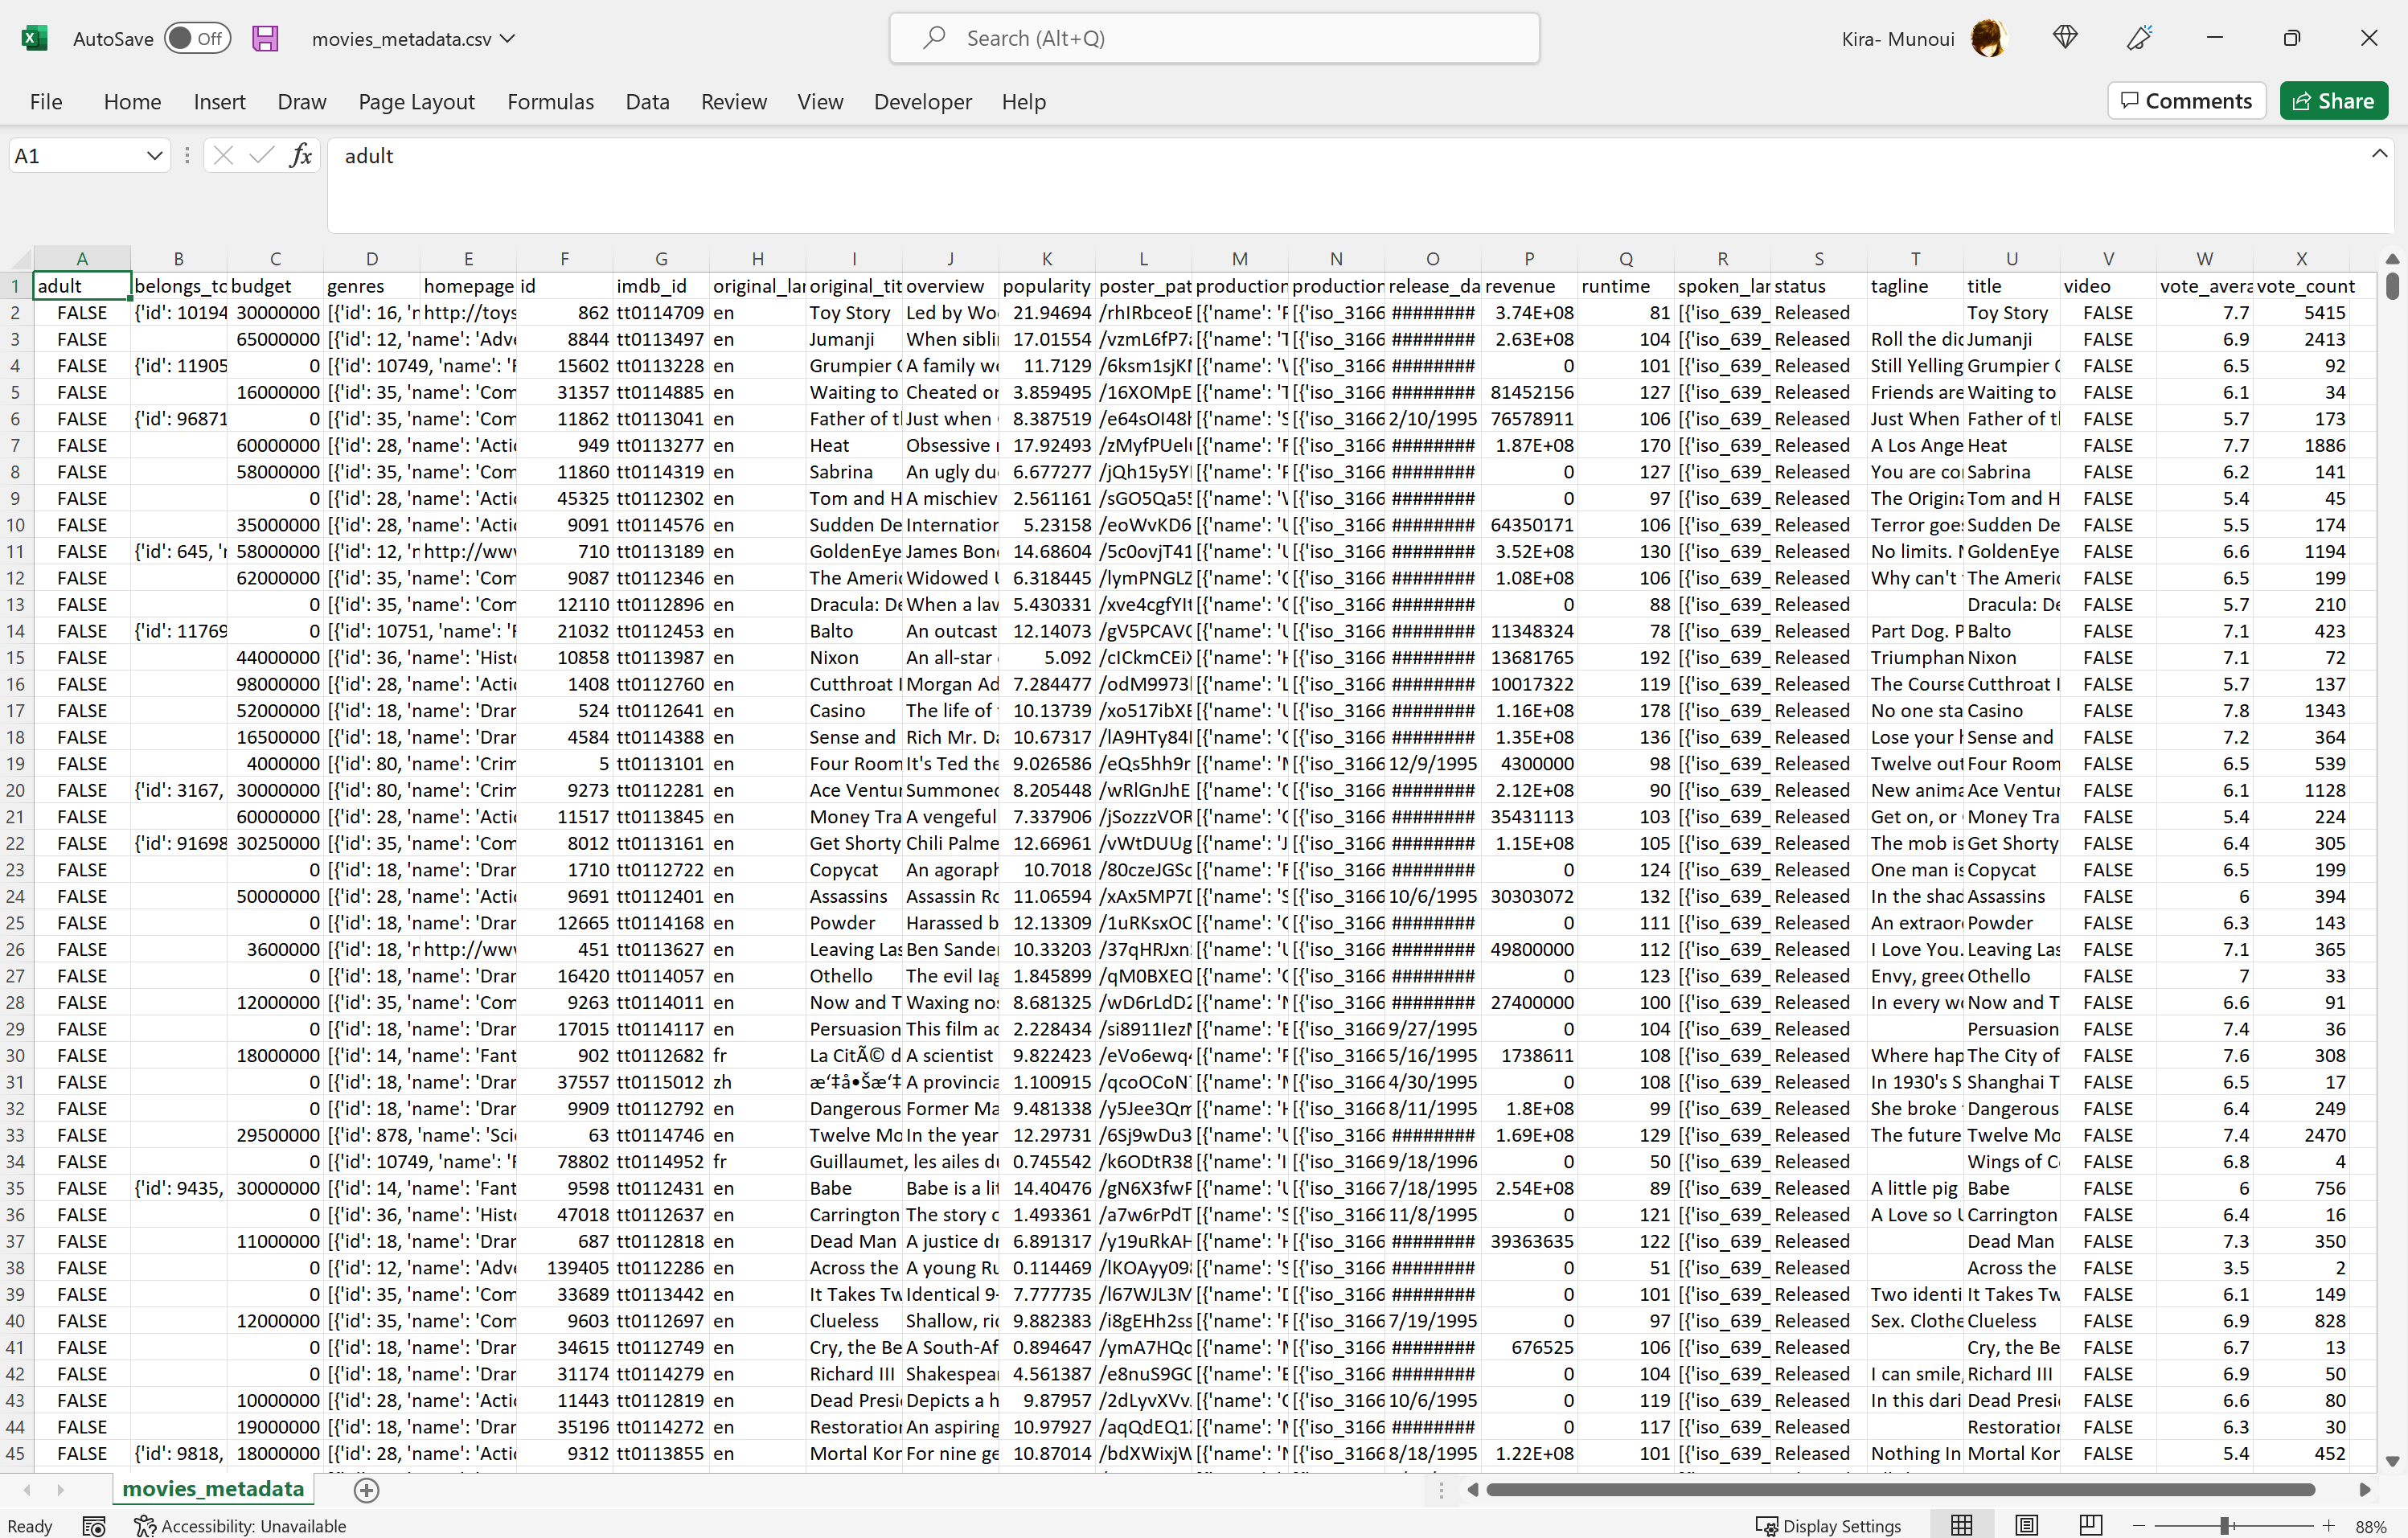 AutoSave Off movies_metadata.csv Search (Alt+Q) Kira- Munoui
File Home Insert Draw Page Layout Formulas Data Review View Developer Help Comments Share
A1 fx adult
A B C D E F G H I J K L M N O P Q R S T U V W X
1 adult belongs_to budget genres homepage id imdb_id original_lar original_tit overview popularity poster_pat production production release_da revenue runtime spoken_lar status tagline title video vote_avera vote_count
2 FALSE {'id': 10194 30000000 [{'id': 16, 'n http://toys 862 tt0114709 en Toy Story Led by Wo 21.94694 /rhIRbceoE [{'name': 'P [{'iso_3166 ######## 3.74E+08 81 [{'iso_639_ Released Toy Story FALSE 7.7 5415
3 FALSE 65000000 [{'id': 12, 'name': 'Adve 8844 tt0113497 en Jumanji When sibli 17.01554 /vzmL6fP7a [{'name': 'T [{'iso_3166 ######## 2.63E+08 104 [{'iso_639_ Released Roll the dic Jumanji FALSE 6.9 2413
4 FALSE {'id': 11905 0 [{'id': 10749, 'name': 'R 15602 tt0113228 en Grumpier O A family we 11.7129 /6ksm1sjKI [{'name': 'W [{'iso_3166 ######## 0 101 [{'iso_639_ Released Still Yelling Grumpier O FALSE 6.5 92
5 FALSE 16000000 [{'id': 35, 'name': 'Com 31357 tt0114885 en Waiting to Cheated or 3.859495 /16XOMpE [{'name': 'T [{'iso_3166 ######## 81452156 127 [{'iso_639_ Released Friends are Waiting to FALSE 6.1 34
6 FALSE {'id': 96871 0 [{'id': 35, 'name': 'Com 11862 tt0113041 en Father of tl Just when 8.387519 /e64sOI48h [{'name': 'S [{'iso_3166 2/10/1995 76578911 106 [{'iso_639_ Released Just When Father of tl FALSE 5.7 173
7 FALSE 60000000 [{'id': 28, 'name': 'Actic 949 tt0113277 en Heat Obsessive 17.92493 /zMyfPUelu [{'name': 'R [{'iso_3166 ######## 1.87E+08 170 [{'iso_639_ Released A Los Ange Heat FALSE 7.7 1886
8 FALSE 58000000 [{'id': 35, 'name': 'Com 11860 tt0114319 en Sabrina An ugly du 6.677277 /jQh15y5YI [{'name': 'P [{'iso_3166 ######## 0 127 [{'iso_639_ Released You are co Sabrina FALSE 6.2 141
9 FALSE 0 [{'id': 28, 'name': 'Actic 45325 tt0112302 en Tom and H A mischiev 2.561161 /sGO5Qa55 [{'name': 'W [{'iso_3166 ######## 0 97 [{'iso_639_ Released The Origina Tom and H FALSE 5.4 45
10 FALSE 35000000 [{'id': 28, 'name': 'Actic 9091 tt0114576 en Sudden De Internation 5.23158 /eoWvKD6 [{'name': 'U [{'iso_3166 ######## 64350171 106 [{'iso_639_ Released Terror goes Sudden De FALSE 5.5 174
11 FALSE {'id': 645, 'n 58000000 [{'id': 12, 'n http://www 710 tt0113189 en GoldenEye James Bond 14.68604 /5c0ovjT41 [{'name': 'U [{'iso_3166 ######## 3.52E+08 130 [{'iso_639_ Released No limits. N GoldenEye FALSE 6.6 1194
12 FALSE 62000000 [{'id': 35, 'name': 'Com 9087 tt0112346 en The Americ Widowed U 6.318445 /lymPNGLZ [{'name': 'C [{'iso_3166 ######## 1.08E+08 106 [{'iso_639_ Released Why can't The Americ FALSE 6.5 199
13 FALSE 0 [{'id': 35, 'name': 'Com 12110 tt0112896 en Dracula: De When a law 5.430331 /xve4cgfYIt [{'name': 'C [{'iso_3166 ######## 0 88 [{'iso_639_ Released Dracula: De FALSE 5.7 210
14 FALSE {'id': 11769 0 [{'id': 10751, 'name': 'F 21032 tt0112453 en Balto An outcast 12.14073 /gV5PCAVC [{'name': 'U [{'iso_3166 ######## 11348324 78 [{'iso_639_ Released Part Dog. P Balto FALSE 7.1 423
15 FALSE 44000000 [{'id': 36, 'name': 'Histo 10858 tt0113987 en Nixon An all-star 5.092 /cICkmCEiX [{'name': 'H [{'iso_3166 ######## 13681765 192 [{'iso_639_ Released Triumphan Nixon FALSE 7.1 72
16 FALSE 98000000 [{'id': 28, 'name': 'Actic 1408 tt0112760 en Cutthroat I Morgan Ad 7.284477 /odM9973 [{'name': 'L [{'iso_3166 ######## 10017322 119 [{'iso_639_ Released The Course Cutthroat I FALSE 5.7 137
17 FALSE 52000000 [{'id': 18, 'name': 'Drar 524 tt0112641 en Casino The life of 10.13739 /xo517ibXE [{'name': 'U [{'iso_3166 ######## 1.16E+08 178 [{'iso_639_ Released No one sta Casino FALSE 7.8 1343
18 FALSE 16500000 [{'id': 18, 'name': 'Drar 4584 tt0114388 en Sense and Rich Mr. Da 10.67317 /lA9HTy84 [{'name': 'C [{'iso_3166 ######## 1.35E+08 136 [{'iso_639_ Released Lose your h Sense and FALSE 7.2 364
19 FALSE 4000000 [{'id': 80, 'name': 'Crim 5 tt0113101 en Four Room It's Ted the 9.026586 /eQs5hh9r [{'name': 'M [{'iso_3166 12/9/1995 4300000 98 [{'iso_639_ Released Twelve out Four Room FALSE 6.5 539
20 FALSE {'id': 3167, 30000000 [{'id': 80, 'name': 'Crim 9273 tt0112281 en Ace Ventur Summoned 8.205448 /wRlGnJhE [{'name': 'O [{'iso_3166 ######## 2.12E+08 90 [{'iso_639_ Released New anima Ace Ventur FALSE 6.1 1128
21 FALSE 60000000 [{'id': 28, 'name': 'Actic 11517 tt0113845 en Money Tra A vengeful 7.337906 /jSozzzVOR [{'name': 'C [{'iso_3166 ######## 35431113 103 [{'iso_639_ Released Get on, or Money Tra FALSE 5.4 224
22 FALSE {'id': 91698 30250000 [{'id': 35, 'name': 'Com 8012 tt0113161 en Get Shorty Chili Palme 12.66961 /vWtDUUg [{'name': 'J [{'iso_3166 ######## 1.15E+08 105 [{'iso_639_ Released The mob is Get Shorty FALSE 6.4 305
23 FALSE 0 [{'id': 18, 'name': 'Drar 1710 tt0112722 en Copycat An agoraph 10.7018 /80czeJGSc [{'name': 'R [{'iso_3166 ######## 0 124 [{'iso_639_ Released One man is Copycat FALSE 6.5 199
24 FALSE 50000000 [{'id': 28, 'name': 'Actic 9691 tt0112401 en Assassins Assassin Ro 11.06594 /xAx5MP7D [{'name': 'S [{'iso_3166 10/6/1995 30303072 132 [{'iso_639_ Released In the shad Assassins FALSE 6 394
25 FALSE 0 [{'id': 18, 'name': 'Drar 12665 tt0114168 en Powder Harassed b 12.13309 /1uRKsxOC [{'name': 'C [{'iso_3166 ######## 0 111 [{'iso_639_ Released An extraor Powder FALSE 6.3 143
26 FALSE 3600000 [{'id': 18, 'n http://www 451 tt0113627 en Leaving Las Ben Sander 10.33203 /37qHRJxn [{'name': 'U [{'iso_3166 ######## 49800000 112 [{'iso_639_ Released I Love You. Leaving Las FALSE 7.1 365
27 FALSE 0 [{'id': 18, 'name': 'Drar 16420 tt0114057 en Othello The evil Iag 1.845899 /qM0BXEQ [{'name': 'C [{'iso_3166 ######## 0 123 [{'iso_639_ Released Envy, greed Othello FALSE 7 33
28 FALSE 12000000 [{'id': 35, 'name': 'Com 9263 tt0114011 en Now and T Waxing nos 8.681325 /wD6rLdD2 [{'name': 'N [{'iso_3166 ######## 27400000 100 [{'iso_639_ Released In every wo Now and T FALSE 6.6 91
29 FALSE 0 [{'id': 18, 'name': 'Drar 17015 tt0114117 en Persuasion This film ad 2.228434 /si8911Iez [{'name': 'B [{'iso_3166 9/27/1995 0 104 [{'iso_639_ Released Persuasion FALSE 7.4 36
30 FALSE 18000000 [{'id': 14, 'name': 'Fant 902 tt0112682 fr La CitÃ© d A scientist 9.822423 /eVo6ewq4 [{'name': 'P [{'iso_3166 5/16/1995 1738611 108 [{'iso_639_ Released Where hap The City of FALSE 7.6 308
31 FALSE 0 [{'id': 18, 'name': 'Drar 37557 tt0115012 zh æ‘‡å•Šæ‘‡ A provincia 1.100915 /qcoOCoN [{'name': 'N [{'iso_3166 4/30/1995 0 108 [{'iso_639_ Released In 1930's S Shanghai T FALSE 6.5 17
32 FALSE 0 [{'id': 18, 'name': 'Drar 9909 tt0112792 en Dangerous Former Ma 9.481338 /y5Jee3Qm [{'name': 'H [{'iso_3166 8/11/1995 1.8E+08 99 [{'iso_639_ Released She broke Dangerous FALSE 6.4 249
33 FALSE 29500000 [{'id': 878, 'name': 'Scie 63 tt0114746 en Twelve Mo In the year 12.29731 /6Sj9wDu3 [{'name': 'U [{'iso_3166 ######## 1.69E+08 129 [{'iso_639_ Released The future Twelve Mo FALSE 7.4 2470
34 FALSE 0 [{'id': 10749, 'name': 'R 78802 tt0114952 fr Guillaumet, les ailes du 0.745542 /k6ODtR38 [{'name': 'I [{'iso_3166 9/18/1996 0 50 [{'iso_639_ Released Wings of Co FALSE 6.8 4
35 FALSE {'id': 9435, 30000000 [{'id': 14, 'name': 'Fant 9598 tt0112431 en Babe Babe is a lit 14.40476 /gN6X3fwF [{'name': 'U [{'iso_3166 7/18/1995 2.54E+08 89 [{'iso_639_ Released A little pig Babe FALSE 6 756
36 FALSE 0 [{'id': 36, 'name': 'Histo 47018 tt0112637 en Carrington The story o 1.493361 /a7w6rPdT [{'name': 'S [{'iso_3166 11/8/1995 0 121 [{'iso_639_ Released A Love so U Carrington FALSE 6.4 16
37 FALSE 11000000 [{'id': 18, 'name': 'Drar 687 tt0112818 en Dead Man A justice dr 6.891317 /y19uRkAH [{'name': 'H [{'iso_3166 ######## 39363635 122 [{'iso_639_ Released Dead Man FALSE 7.3 350
38 FALSE 0 [{'id': 12, 'name': 'Adve 139405 tt0112286 en Across the A young Ru 0.114469 /lKOAyy09 [{'name': 'S [{'iso_3166 ######## 0 51 [{'iso_639_ Released Across the FALSE 3.5 2
39 FALSE 0 [{'id': 35, 'name': 'Com 33689 tt0113442 en It Takes Tw Identical 9- 7.777735 /l67WJL3M [{'name': 'D [{'iso_3166 ######## 0 101 [{'iso_639_ Released Two identi It Takes Tw FALSE 6.1 149
40 FALSE 12000000 [{'id': 35, 'name': 'Com 9603 tt0112697 en Clueless Shallow, ric 9.882383 /i8gEHh2ss [{'name': 'P [{'iso_3166 7/19/1995 0 97 [{'iso_639_ Released Sex. Clothe Clueless FALSE 6.9 828
41 FALSE 0 [{'id': 18, 'name': 'Drar 34615 tt0112749 en Cry, the Be A South-Af 0.894647 /ymA7HQc [{'name': 'M [{'iso_3166 ######## 676525 106 [{'iso_639_ Released Cry, the Be FALSE 6.7 13
42 FALSE 0 [{'id': 18, 'name': 'Drar 31174 tt0114279 en Richard III Shakespear 4.561387 /e8nuS9GC [{'name': 'B [{'iso_3166 ######## 0 104 [{'iso_639_ Released I can smile, Richard III FALSE 6.9 50
43 FALSE 10000000 [{'id': 28, 'name': 'Actic 11443 tt0112819 en Dead Presi Depicts a h 9.87957 /2dLyvXVv [{'name': 'C [{'iso_3166 10/6/1995 0 119 [{'iso_639_ Released In this dari Dead Presi FALSE 6.6 80
44 FALSE 19000000 [{'id': 18, 'name': 'Drar 35196 tt0114272 en Restoration An aspiring 10.97927 /aqQdEQ1 [{'name': 'M [{'iso_3166 ######## 0 117 [{'iso_639_ Released Restoration FALSE 6.3 30
45 FALSE {'id': 9818, 18000000 [{'id': 28, 'name': 'Actic 9312 tt0113855 en Mortal Kor For nine ge 10.87014 /bdXWixjW [{'name': 'N [{'iso_3166 8/18/1995 1.22E+08 101 [{'iso_639_ Released Nothing In Mortal Kor FALSE 5.4 452
movies_metadata
Ready Accessibility: Unavailable Display Settings 88%